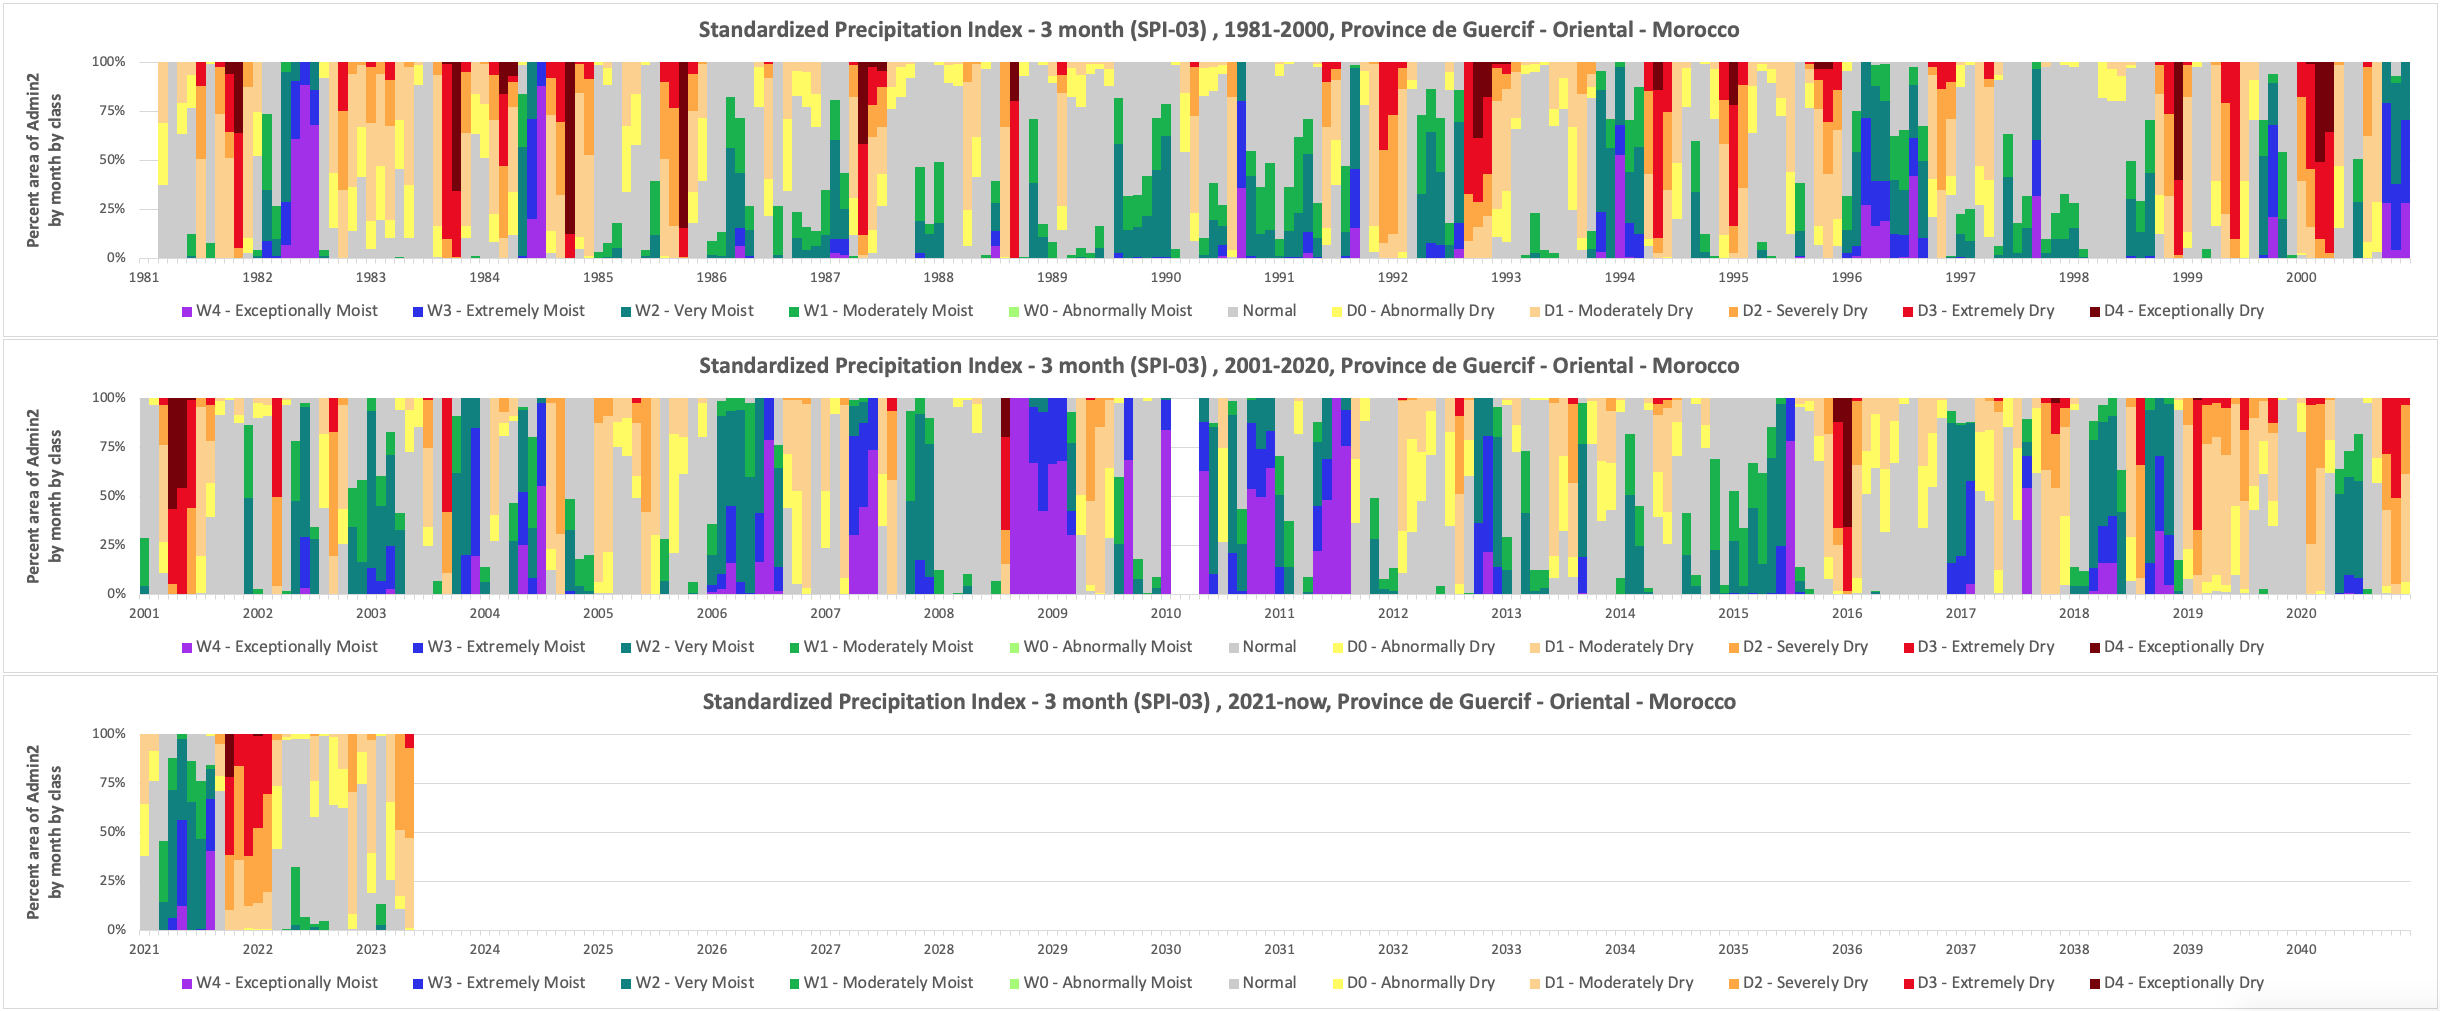 Standardized Precipitation Index - 3 month (SPI-03) , 1981-2000, Province de Guercif - Oriental - Morocco
Percent area of Admin2
by month by class
100%
75%
50%
25%
0%
1981 1982 1983 1984 1985 1986 1987 1988 1989 1990 1991 1992 1993 1994 1995 1996 1997 1998 1999 2000
W4 - Exceptionally Moist W3 - Extremely Moist W2 - Very Moist W1 - Moderately Moist W0 - Abnormally Moist Normal D0 - Abnormally Dry D1 - Moderately Dry D2 - Severely Dry D3 - Extremely Dry D4 - Exceptionally Dry
Standardized Precipitation Index - 3 month (SPI-03) , 2001-2020, Province de Guercif - Oriental - Morocco
Percent area of Admin2
by month by class
100%
75%
50%
25%
0%
2001 2002 2003 2004 2005 2006 2007 2008 2009 2010 2011 2012 2013 2014 2015 2016 2017 2018 2019 2020
W4 - Exceptionally Moist W3 - Extremely Moist W2 - Very Moist W1 - Moderately Moist W0 - Abnormally Moist Normal D0 - Abnormally Dry D1 - Moderately Dry D2 - Severely Dry D3 - Extremely Dry D4 - Exceptionally Dry
Standardized Precipitation Index - 3 month (SPI-03) , 2021-now, Province de Guercif - Oriental - Morocco
Percent area of Admin2
by month by class
100%
75%
50%
25%
0%
2021 2022 2023 2024 2025 2026 2027 2028 2029 2030 2031 2032 2033 2034 2035 2036 2037 2038 2039 2040
W4 - Exceptionally Moist W3 - Extremely Moist W2 - Very Moist W1 - Moderately Moist W0 - Abnormally Moist Normal D0 - Abnormally Dry D1 - Moderately Dry D2 - Severely Dry D3 - Extremely Dry D4 - Exceptionally Dry